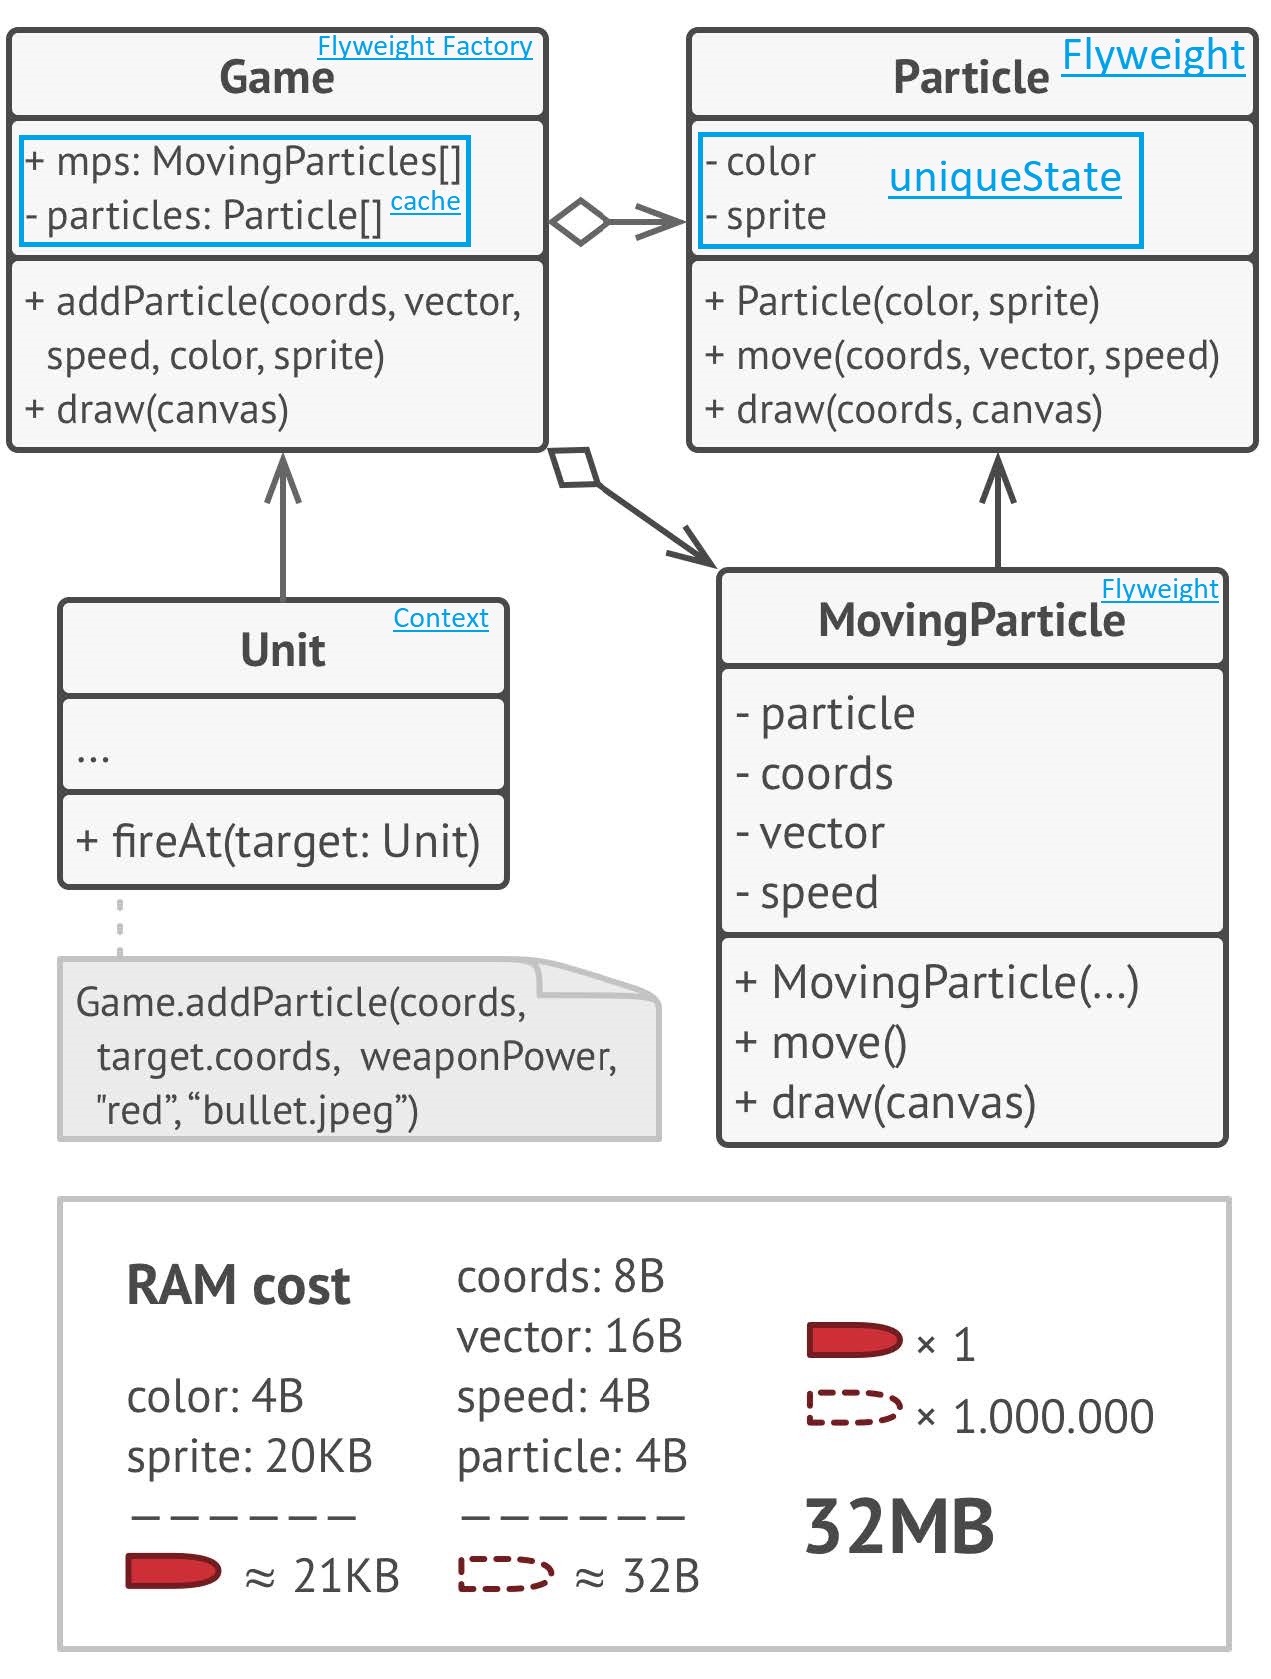 Flyweight Factory
Game
+ mps: MovingParticles[]
- particles: Particle[] cache
+ addParticle(coords, vector,
speed, color, sprite)
+ draw(canvas)
Flyweight
Particle
- color
uniqueState
- sprite
+ Particle(color, sprite)
+ move(coords, vector, speed)
+ draw(coords, canvas)
Context
Unit
...
+ fireAt(target: Unit)
Game.addParticle(coords,
target.coords, weaponPower,
"red”, “bullet.jpeg”)
Flyweight
MovingParticle
- particle
- coords
- vector
- speed
+ MovingParticle(...)
+ move()
+ draw(canvas)
RAM cost
color: 4B
sprite: 20KB
______
≈ 21KB
coords: 8B
vector: 16B
speed: 4B
particle: 4B
______
≈ 32B
× 1
× 1.000.000
32MB